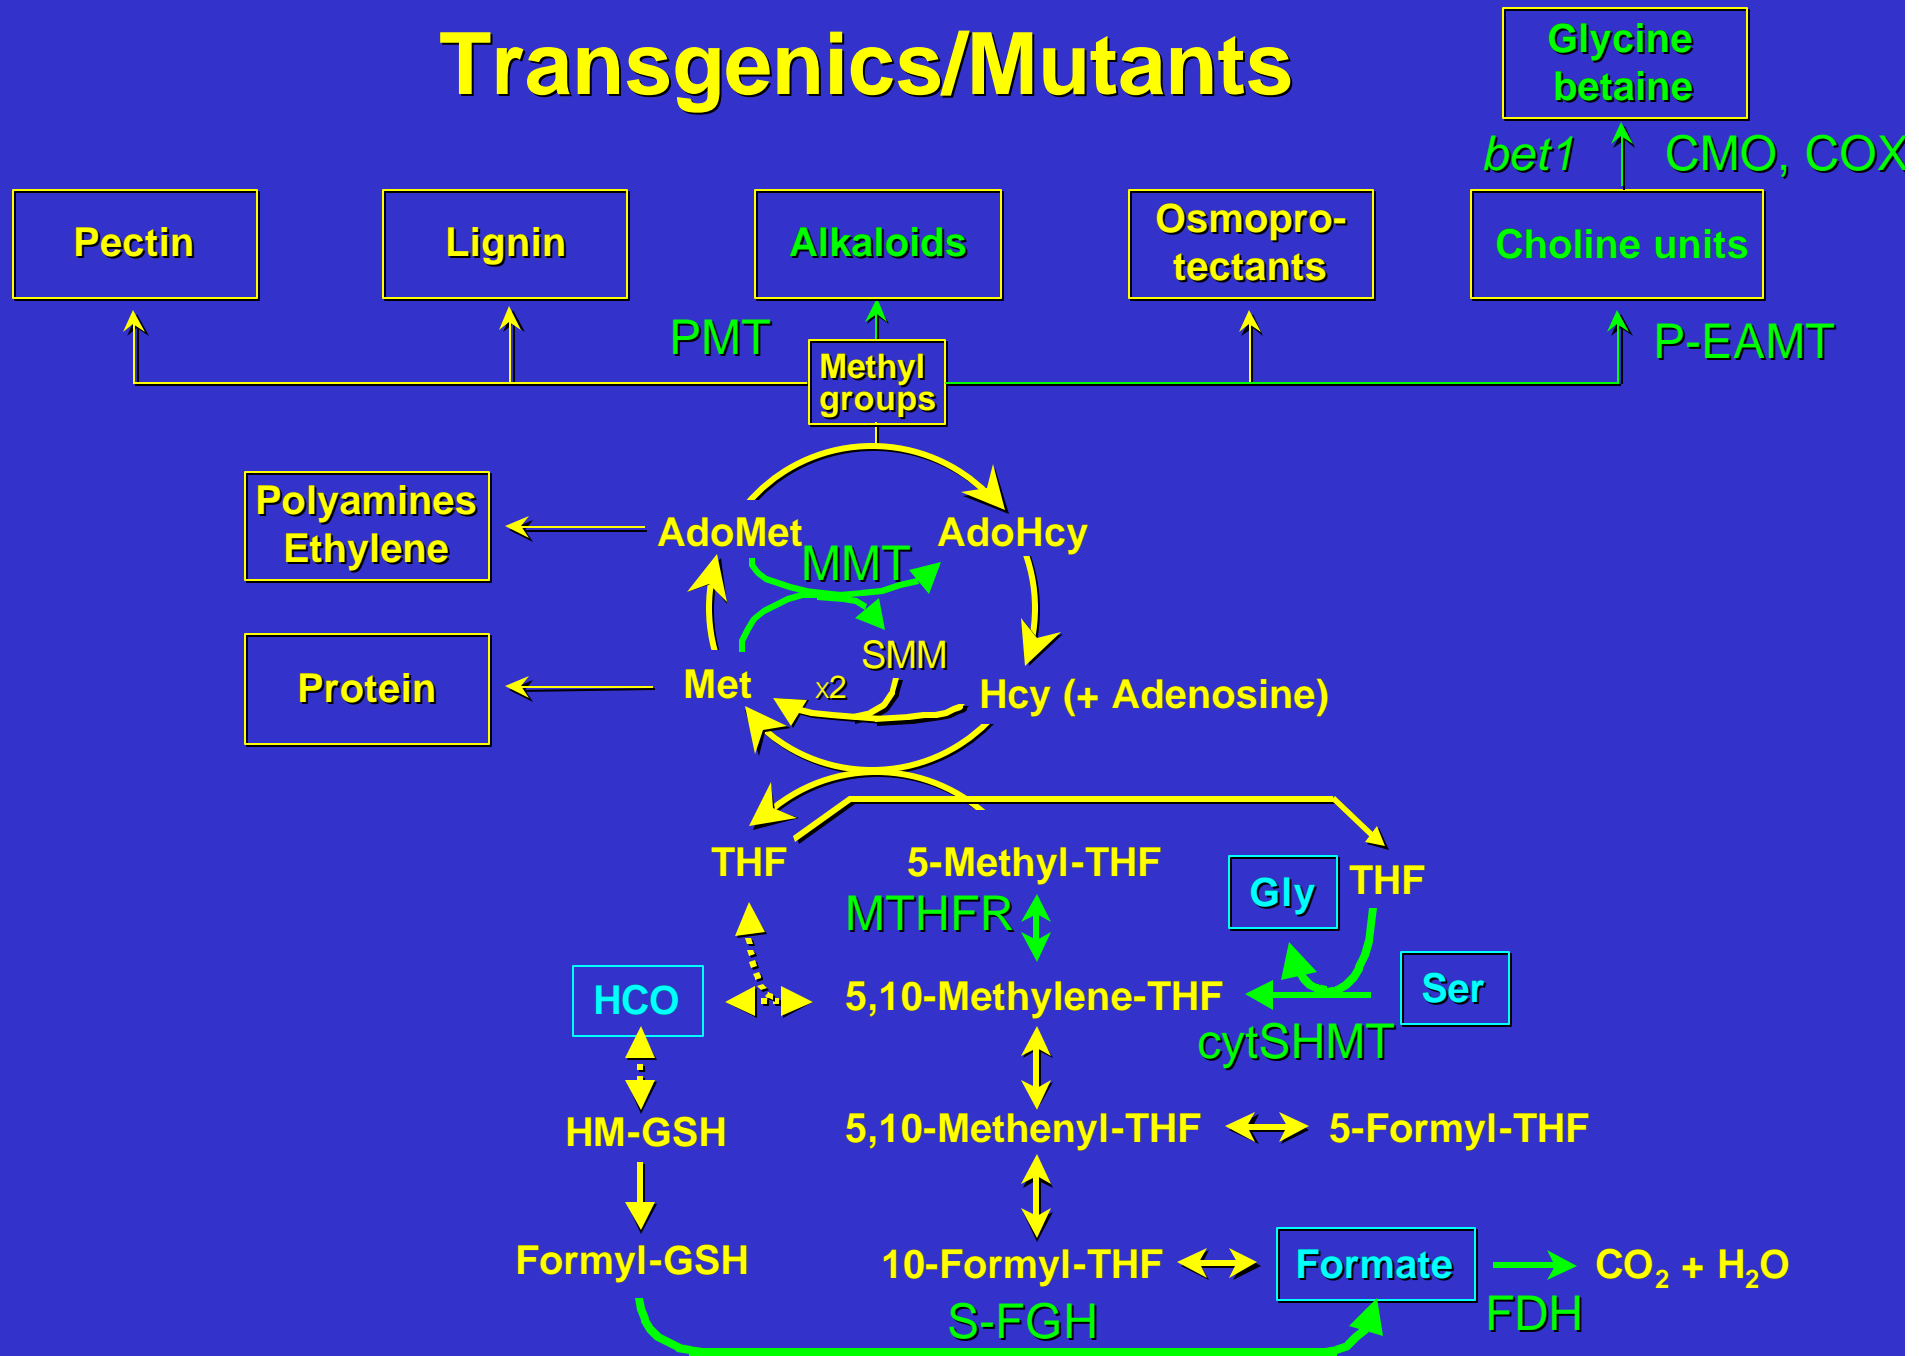 Transgenics/Mutants
Glycine
betaine
bet1
CMO, COX
Pectin
Lignin
Alkaloids
Osmopro-
tectants
Choline units
PMT
P-EAMT
Methyl
groups
Polyamines
Ethylene
AdoMet
AdoHcy
MMT
Protein
SMM
Met
x2
Hcy (+ Adenosine)
THF
5-Methyl-THF
Gly
THF
MTHFR
HCO
5,10-Methylene-THF
Ser
cytSHMT
HM-GSH
5,10-Methenyl-THF
5-Formyl-THF
Formyl-GSH
10-Formyl-THF
Formate
CO₂ + H₂O
S-FGH
FDH